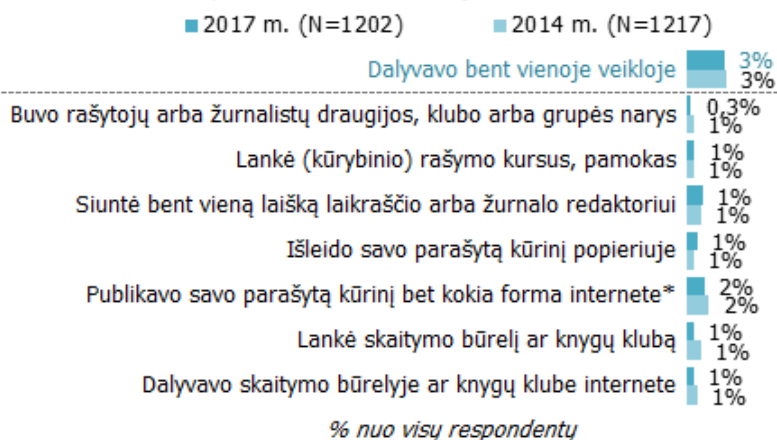 2017 m. (N=1202) 2014 m. (N=1217)
Dalyvavo bent vienoje veikloje 3%
3%
Buvo rašytojų arba žurnalistų draugijos, klubo arba grupės narys 0,3%
1%
Lankė (kūrybinio) rašymo kursus, pamokas 1%
1%
Siuntė bent vieną laišką laikraščio arba žurnalo redaktoriui 1%
1%
Išleido savo parašytą kūrinį popieriuje 1%
1%
Publikavo savo parašytą kūrinį bet kokia forma internete* 2%
2%
Lankė skaitymo būrelį ar knygų klubą 1%
1%
Dalyvavo skaitymo būrelyje ar knygų klube internete 1%
1%
% nuo visų respondentų